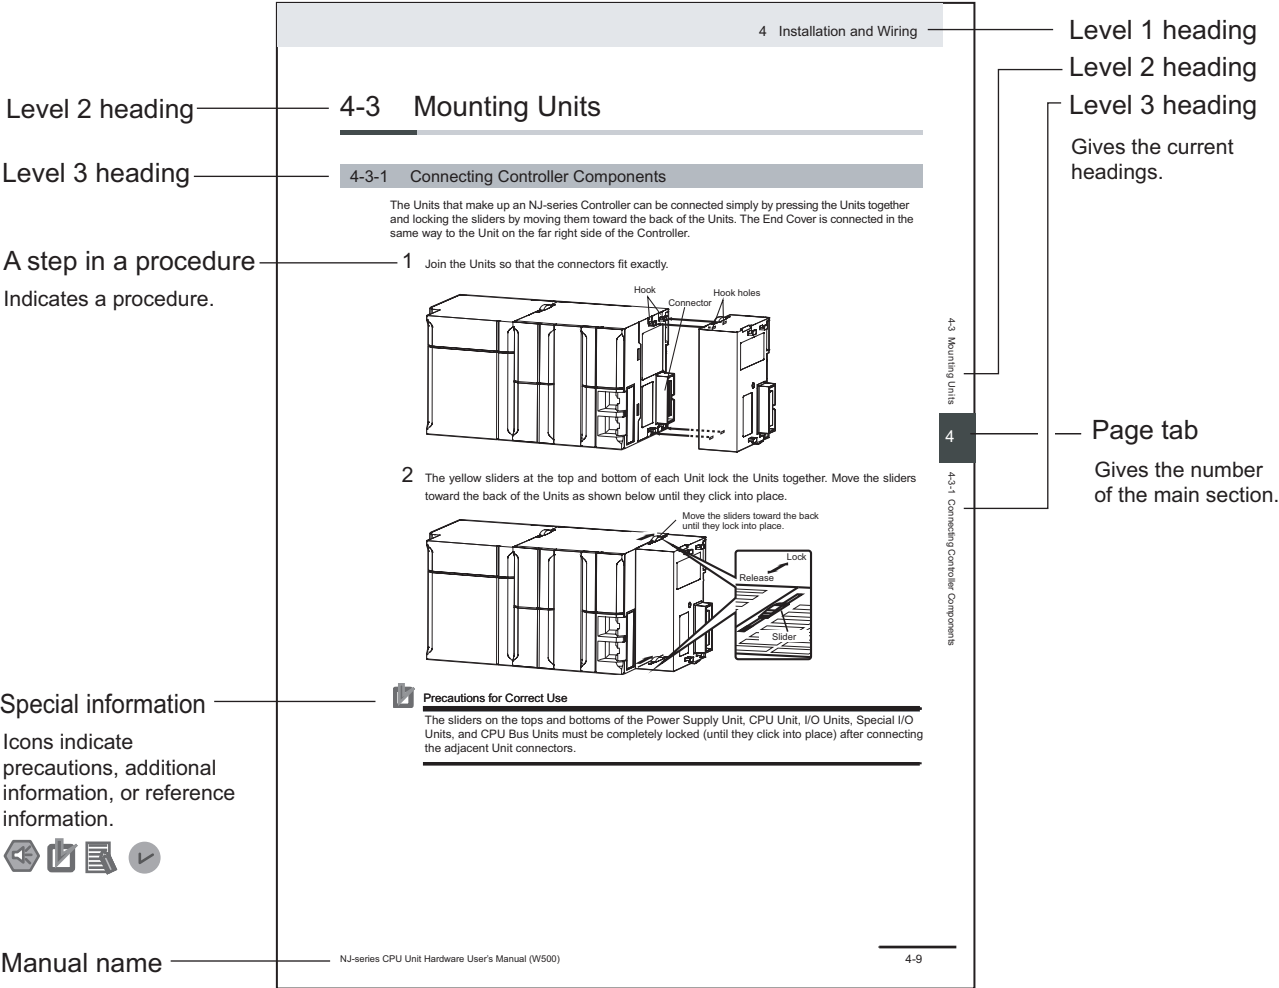 4 Installation and Wiring
Level 1 heading
Level 2 heading
Level 3 heading
Gives the current
headings.
Level 2 heading
4-3 Mounting Units
Level 3 heading
4-3-1 Connecting Controller Components
The Units that make up an NJ-series Controller can be connected simply by pressing the Units together
and locking the sliders by moving them toward the back of the Units. The End Cover is connected in the
same way to the Unit on the far right side of the Controller.
A step in a procedure
Indicates a procedure.
1 Join the Units so that the connectors fit exactly.
Hook
Connector
Hook holes
4-3 Mounting Units
4
Page tab
Gives the number
of the main section.
4-3-1 Connecting Controller Components
2 The yellow sliders at the top and bottom of each Unit lock the Units together. Move the sliders
toward the back of the Units as shown below until they click into place.
Move the sliders toward the back
until they lock into place.
Lock
Release
Slider
Special information
Icons indicate
precautions, additional
information, or reference
information.
Precautions for Correct Use
The sliders on the tops and bottoms of the Power Supply Unit, CPU Unit, I/O Units, Special I/O
Units, and CPU Bus Units must be completely locked (until they click into place) after connecting
the adjacent Unit connectors.
Manual name
NJ-series CPU Unit Hardware User's Manual (W500)
4-9